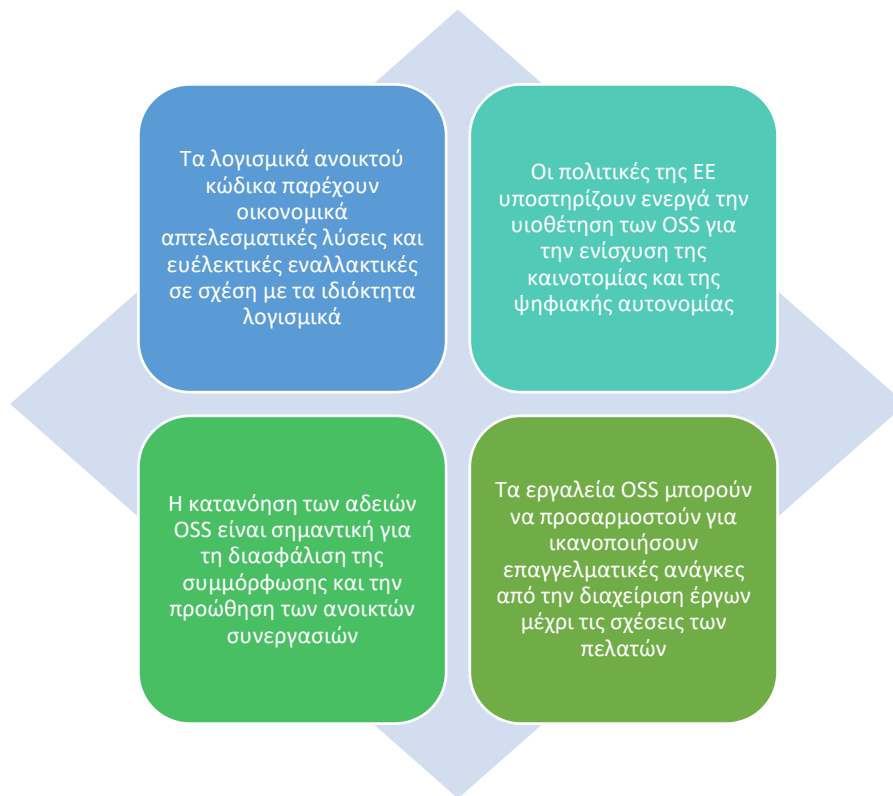 Τα λογισμικά ανοικτού
κώδικα παρέχουν
οικονομικά
απτελεσματικές λύσεις και
ευέλεκτικές εναλλακτικές
σε σχέση με τα ιδιόκτητα
λογισμικά
Οι πολιτικές της ΕΕ
υποστηρίζουν ενεργά την
υιοθέτηση των OSS για
την ενίσχυση της
καινοτομίας και της
ψηφιακής αυτονομίας
Η κατανόηση των αδειών
OSS είναι σημαντική για
τη διασφάλιση της
συμμόρφωσης και την
προώθηση των ανοικτών
συνεργασιών
Τα εργαλεία OSS μπορούν
να προσαρμοστούν για
ικανοποιήσουν
επαγγελματικές ανάγκες
από την διαχείριση έργων
μέχρι τις σχέσεις των
πελατών